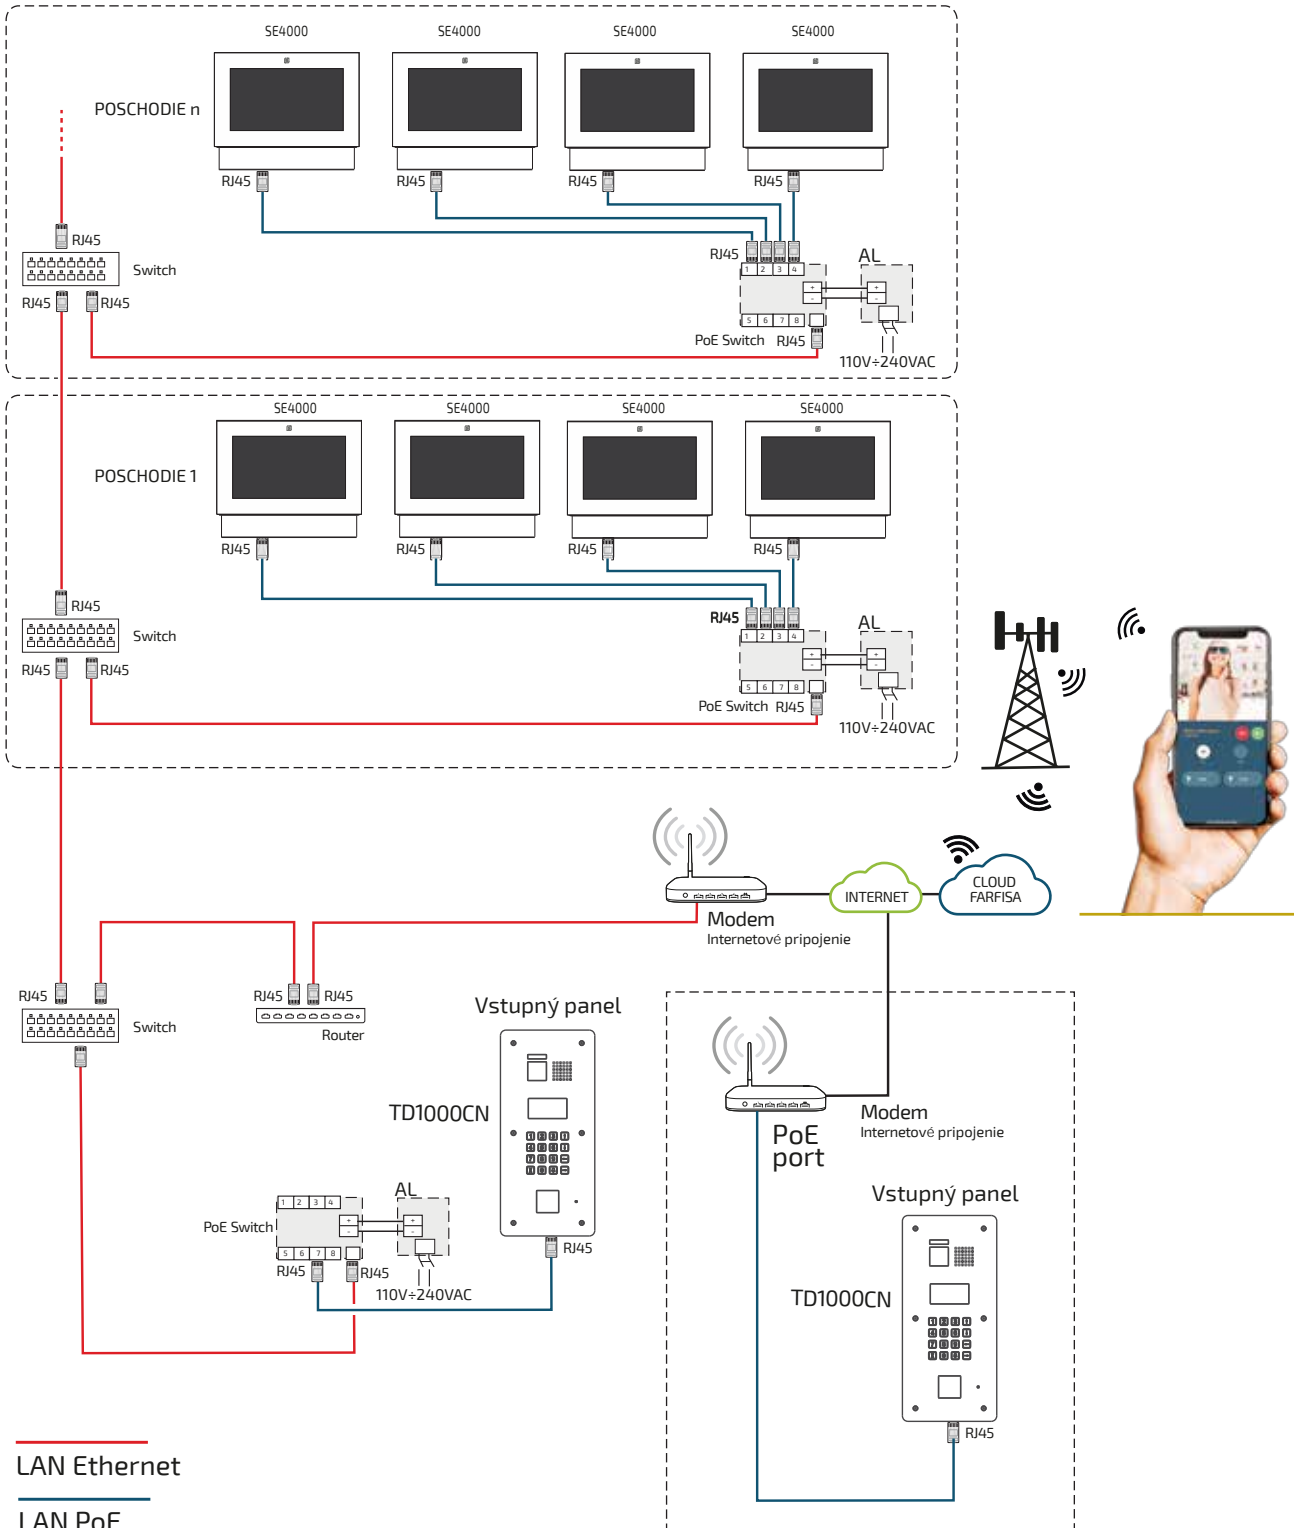 SE4000 SE4000 SE4000 SE4000
POSCHODIE n
RJ45 RJ45 RJ45 RJ45
RJ45
RJ45 AL
Switch
1 2 3 4
+ +
- -
RJ45 RJ45
5 6 7 8
PoE Switch RJ45
110V÷240VAC
SE4000 SE4000 SE4000 SE4000
POSCHODIE 1
RJ45 RJ45 RJ45 RJ45
RJ45
RJ45 AL
Switch
1 2 3 4
+ +
- -
RJ45 RJ45
5 6 7 8
PoE Switch RJ45
110V÷240VAC
INTERNET
CLOUD
FARFISA
Modem
Internetové pripojenie
RJ45 RJ45 RJ45
Switch
Router
Vstupný panel
TD1000CN
Modem
Internetové pripojenie
PoE
port
AL
1 2 3 4
PoE Switch
+ +
- -
5 6 7 8
RJ45 RJ45
110V÷240VAC
RJ45
Vstupný panel
TD1000CN
RJ45
LAN Ethernet
LAN PoE